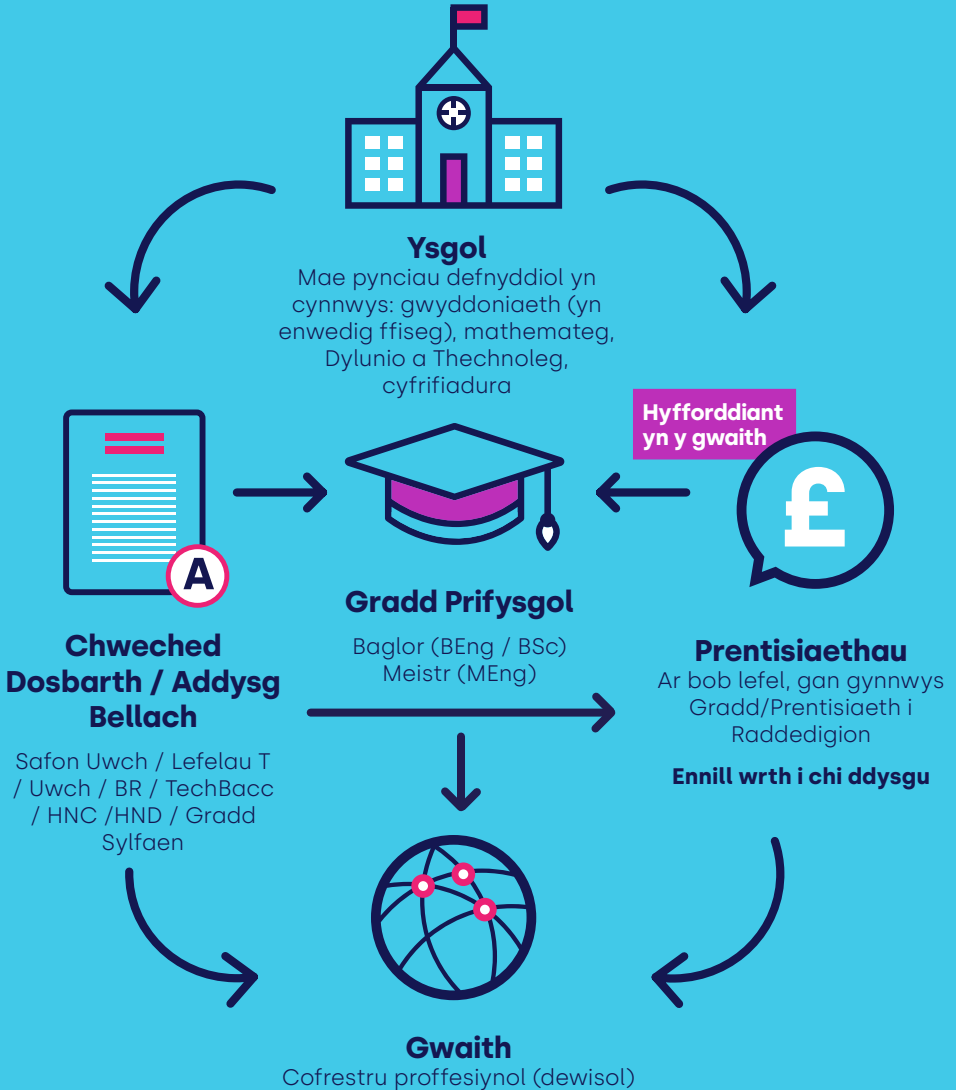 Ysgol
Mae pynciau defnyddiol yn
cynnwys: gwyddoniaeth (yn
enwedig ffiseg), mathemateg,
Dylunio a Thechnoleg,
cyfrifiadura
Hyfforddiant
yn y gwaith
£
A
Chweched
Dosbarth / Addysg
Bellach
Safon Uwch / Lefelau T
/ Uwch / BR / TechBacc
/ HNC /HND / Gradd
Sylfaen
Gradd Prifysgol
Baglor (BEng / BSc)
Meistr (MEng)
Prentisiaethau
Ar bob lefel, gan gynnwys
Gradd/Prentisiaeth i
Raddedigion
Ennill wrth i chi ddysgu
Gwaith
Cofrestru proffesiynol (dewisol)